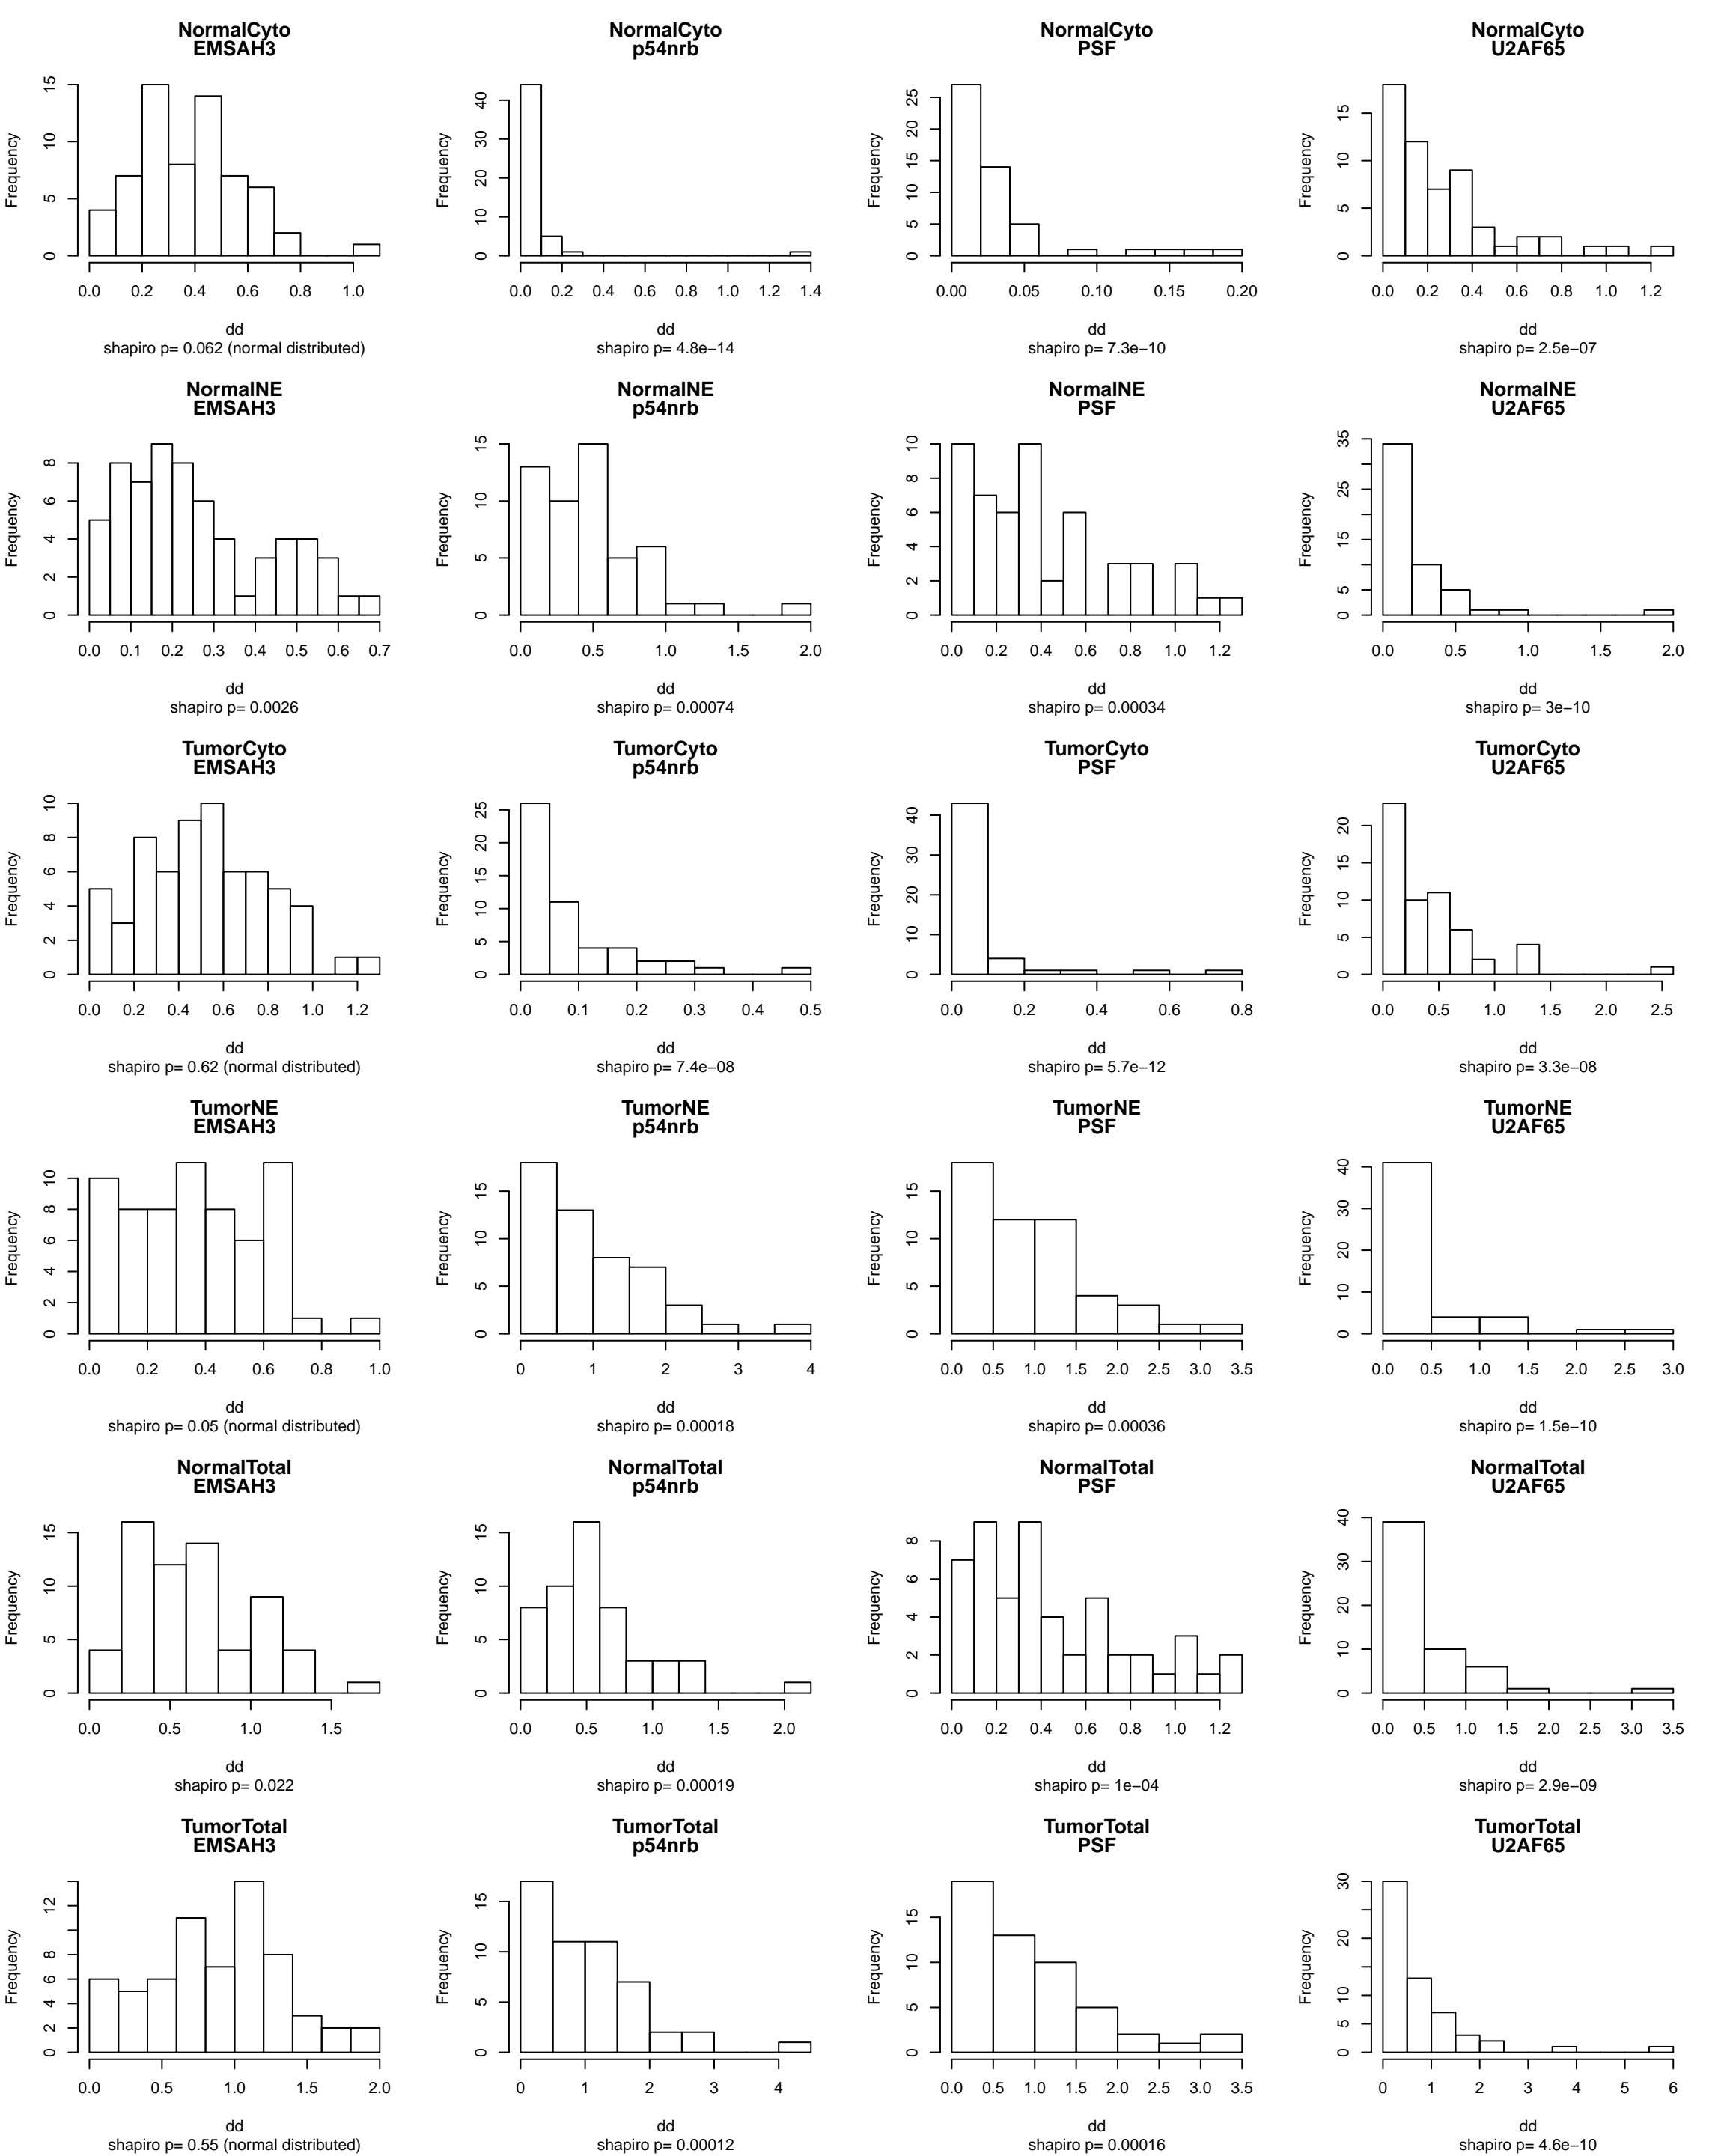 NormalCyto
EMSAH3
Frequency
0 5 10 15
0.0 0.2 0.4 0.6 0.8 1.0
dd
shapiro p= 0.062 (normal distributed)
NormalCyto
p54nrb
Frequency
0 10 20 30 40
0.0 0.2 0.4 0.6 0.8 1.0 1.2 1.4
dd
shapiro p= 4.8e−14
NormalCyto
PSF
Frequency
0 5 10 15 20 25
0.00 0.05 0.10 0.15 0.20
dd
shapiro p= 7.3e−10
NormalCyto
U2AF65
Frequency
0 5 10 15
0.0 0.2 0.4 0.6 0.8 1.0 1.2
dd
shapiro p= 2.5e−07
NormalNE
EMSAH3
Frequency
0 2 4 6 8
0.0 0.1 0.2 0.3 0.4 0.5 0.6 0.7
dd
shapiro p= 0.0026
NormalNE
p54nrb
Frequency
0 5 10 15
0.0 0.5 1.0 1.5 2.0
dd
shapiro p= 0.00074
NormalNE
PSF
Frequency
0 2 4 6 8 10
0.0 0.2 0.4 0.6 0.8 1.0 1.2
dd
shapiro p= 0.00034
NormalNE
U2AF65
Frequency
0 5 15 25 35
0.0 0.5 1.0 1.5 2.0
dd
shapiro p= 3e−10
TumorCyto
EMSAH3
Frequency
0 2 4 6 8 10
0.0 0.2 0.4 0.6 0.8 1.0 1.2
dd
shapiro p= 0.62 (normal distributed)
TumorCyto
p54nrb
Frequency
0 5 10 15 20 25
0.0 0.1 0.2 0.3 0.4 0.5
dd
shapiro p= 7.4e−08
TumorCyto
PSF
Frequency
0 10 20 30 40
0.0 0.2 0.4 0.6 0.8
dd
shapiro p= 5.7e−12
TumorCyto
U2AF65
Frequency
0 5 10 15 20
0.0 0.5 1.0 1.5 2.0 2.5
dd
shapiro p= 3.3e−08
TumorNE
EMSAH3
Frequency
0 2 4 6 8 10
0.0 0.2 0.4 0.6 0.8 1.0
dd
shapiro p= 0.05 (normal distributed)
TumorNE
p54nrb
Frequency
0 5 10 15
0 1 2 3 4
dd
shapiro p= 0.00018
TumorNE
PSF
Frequency
0 5 10 15
0.0 0.5 1.0 1.5 2.0 2.5 3.0 3.5
dd
shapiro p= 0.00036
TumorNE
U2AF65
Frequency
0 10 20 30 40
0.0 0.5 1.0 1.5 2.0 2.5 3.0
dd
shapiro p= 1.5e−10
NormalTotal
EMSAH3
Frequency
0 5 10 15
0.0 0.5 1.0 1.5
dd
shapiro p= 0.022
NormalTotal
p54nrb
Frequency
0 5 10 15
0.0 0.5 1.0 1.5 2.0
dd
shapiro p= 0.00019
NormalTotal
PSF
Frequency
0 2 4 6 8
0.0 0.2 0.4 0.6 0.8 1.0 1.2
dd
shapiro p= 1e−04
NormalTotal
U2AF65
Frequency
0 10 20 30 40
0.0 0.5 1.0 1.5 2.0 2.5 3.0 3.5
dd
shapiro p= 2.9e−09
TumorTotal
EMSAH3
Frequency
0 2 4 6 8 12
0.0 0.5 1.0 1.5 2.0
dd
shapiro p= 0.55 (normal distributed)
TumorTotal
p54nrb
Frequency
0 5 10 15
0 1 2 3 4
dd
shapiro p= 0.00012
TumorTotal
PSF
Frequency
0 5 10 15
0.0 0.5 1.0 1.5 2.0 2.5 3.0 3.5
dd
shapiro p= 0.00016
TumorTotal
U2AF65
Frequency
0 5 10 20 30
0 1 2 3 4 5 6
dd
shapiro p= 4.6e−10